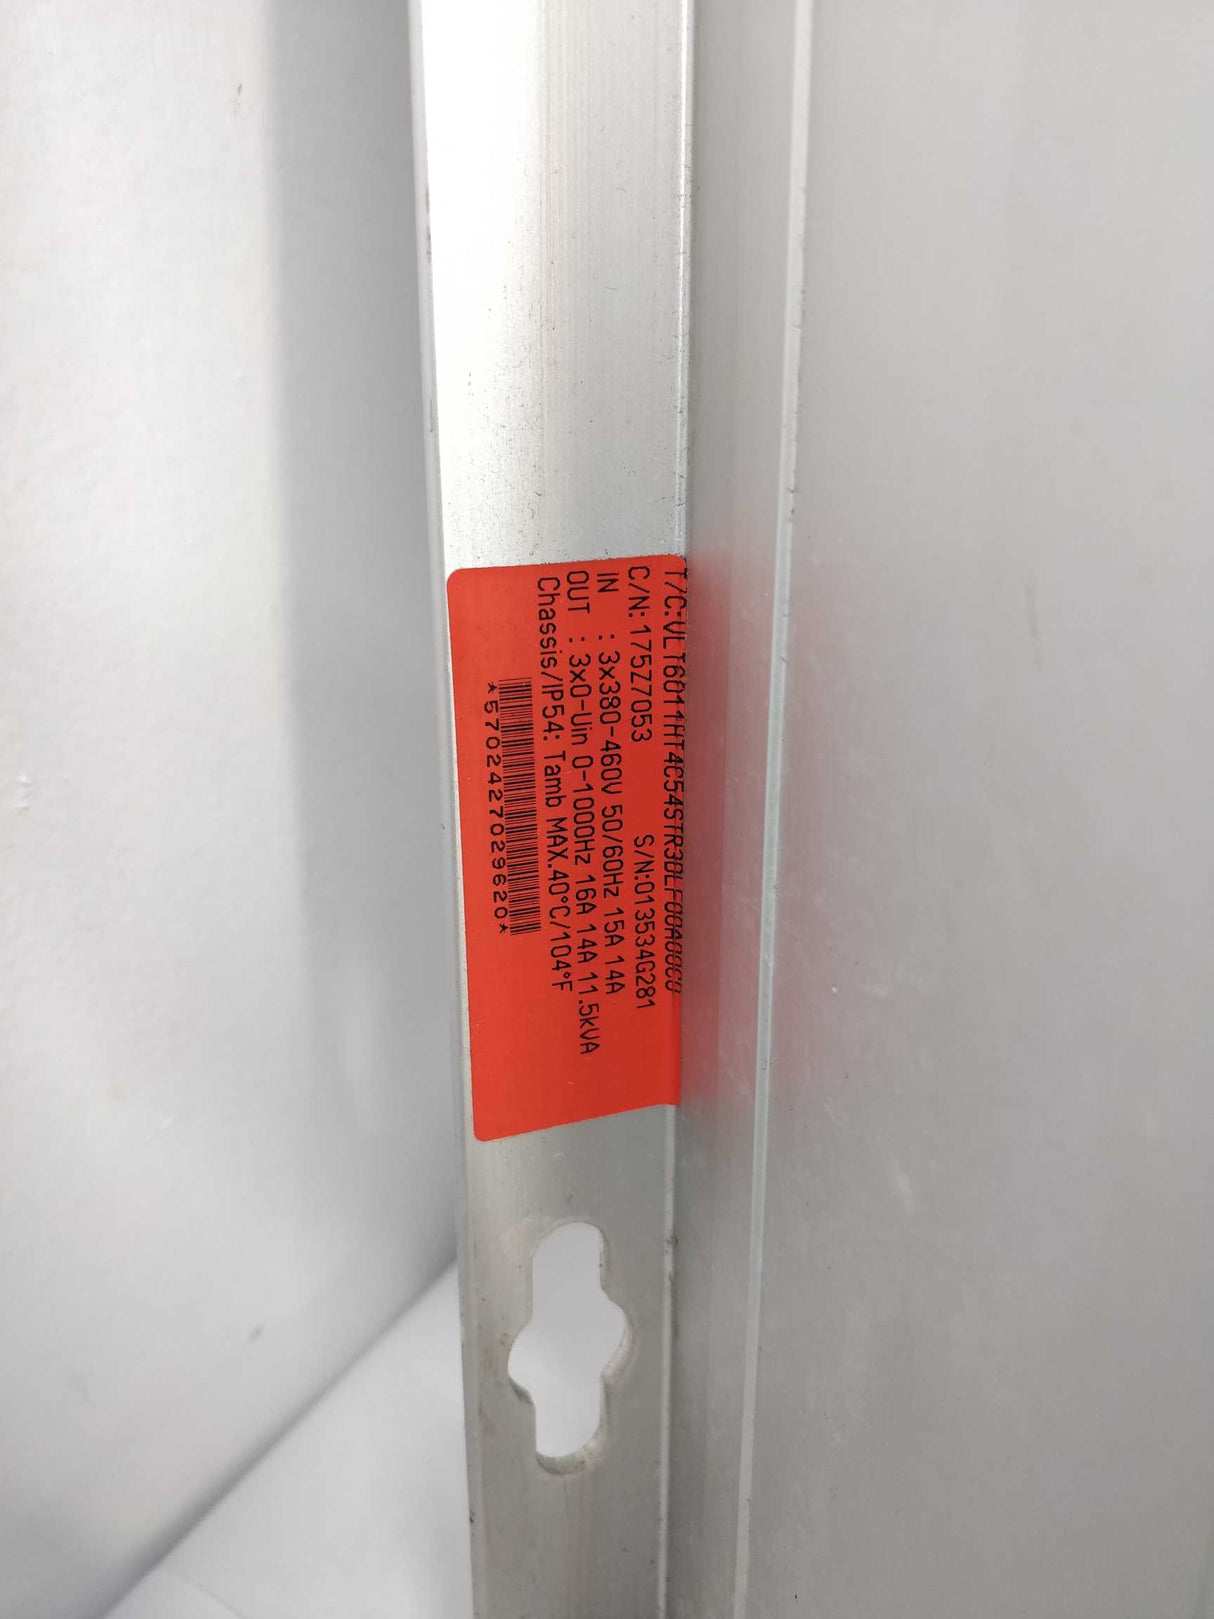 T/C:VLT6011HT4C54STR3DLF00A00C0
C/N:175Z7053 S/N:013534G281
IN : 3x380-460V 50/60Hz 15A 14A
OUT : 3x0-Uin 0-1000Hz 16A 14A 11.5kVA
Chassis/IP54: Tamb MAX.40°C/104°F
*5702427029620*